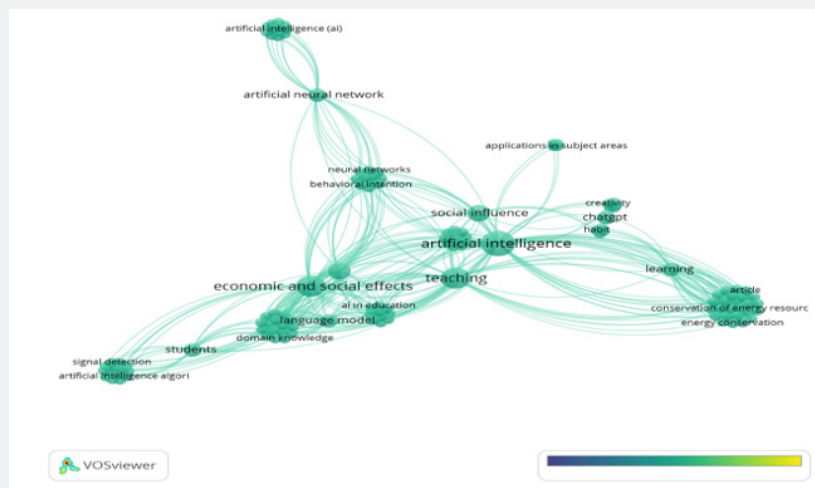 artificial intelligence (ai)
artificial neural network
applications in subject areas
neural networks
behavioral intention
creativity
social influence
chatgpt
habit
artificial intelligence
learning
teaching
economic and social effects
article
ai in education
conservation of energy resourc
language model
energy conservation
domain knowledge
students
signal detection
artificial intelligence algori
VOSviewer